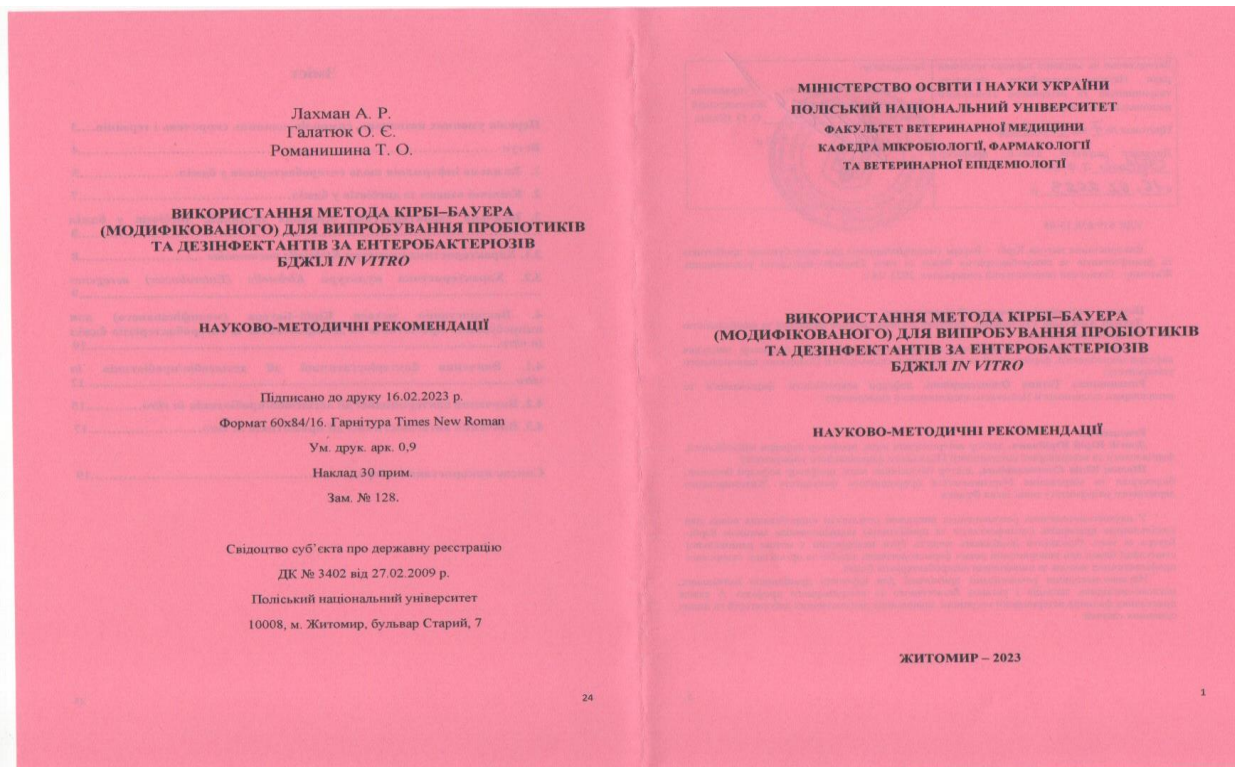 Лахман А. Р.
Галатюк О. Є.
Романишина Т. О.
ВИКОРИСТАННЯ МЕТОДА КІРБІ–БАУЕРА
(МОДИФІКОВАНОГО) ДЛЯ ВИПРОБУВАННЯ ПРОБІОТИКІВ
ТА ДЕЗІНФЕКТАНТІВ ЗА ЕНТЕРОБАКТЕРІОЗІВ
БДЖІЛ IN VITRO
НАУКОВО-МЕТОДИЧНІ РЕКОМЕНДАЦІЇ
Підписано до друку 16.02.2023 р.
Формат 60х84/16. Гарнітура Times New Roman
Ум. друк. арк. 0,9
Наклад 30 прим.
Зам. № 128.
Свідоцтво суб’єкта про державну реєстрацію
ДК № 3402 від 27.02.2009 р.
Поліський національний університет
10008, м. Житомир, бульвар Старий, 7
24
МІНІСТЕРСТВО ОСВІТИ І НАУКИ УКРАЇНИ
ПОЛІСЬКИЙ НАЦІОНАЛЬНИЙ УНІВЕРСИТЕТ
ФАКУЛЬТЕТ ВЕТЕРИНАРНОЇ МЕДИЦИНИ
КАФЕДРА МІКРОБІОЛОГІЇ, ФАРМАКОЛОГІЇ
ТА ВЕТЕРИНАРНОЇ ЕПІДЕМІОЛОГІЇ
ВИКОРИСТАННЯ МЕТОДА КІРБІ–БАУЕРА
(МОДИФІКОВАНОГО) ДЛЯ ВИПРОБУВАННЯ ПРОБІОТИКІВ
ТА ДЕЗІНФЕКТАНТІВ ЗА ЕНТЕРОБАКТЕРІОЗІВ
БДЖІЛ IN VITRO
НАУКОВО-МЕТОДИЧНІ РЕКОМЕНДАЦІЇ
ЖИТОМИР – 2023
1